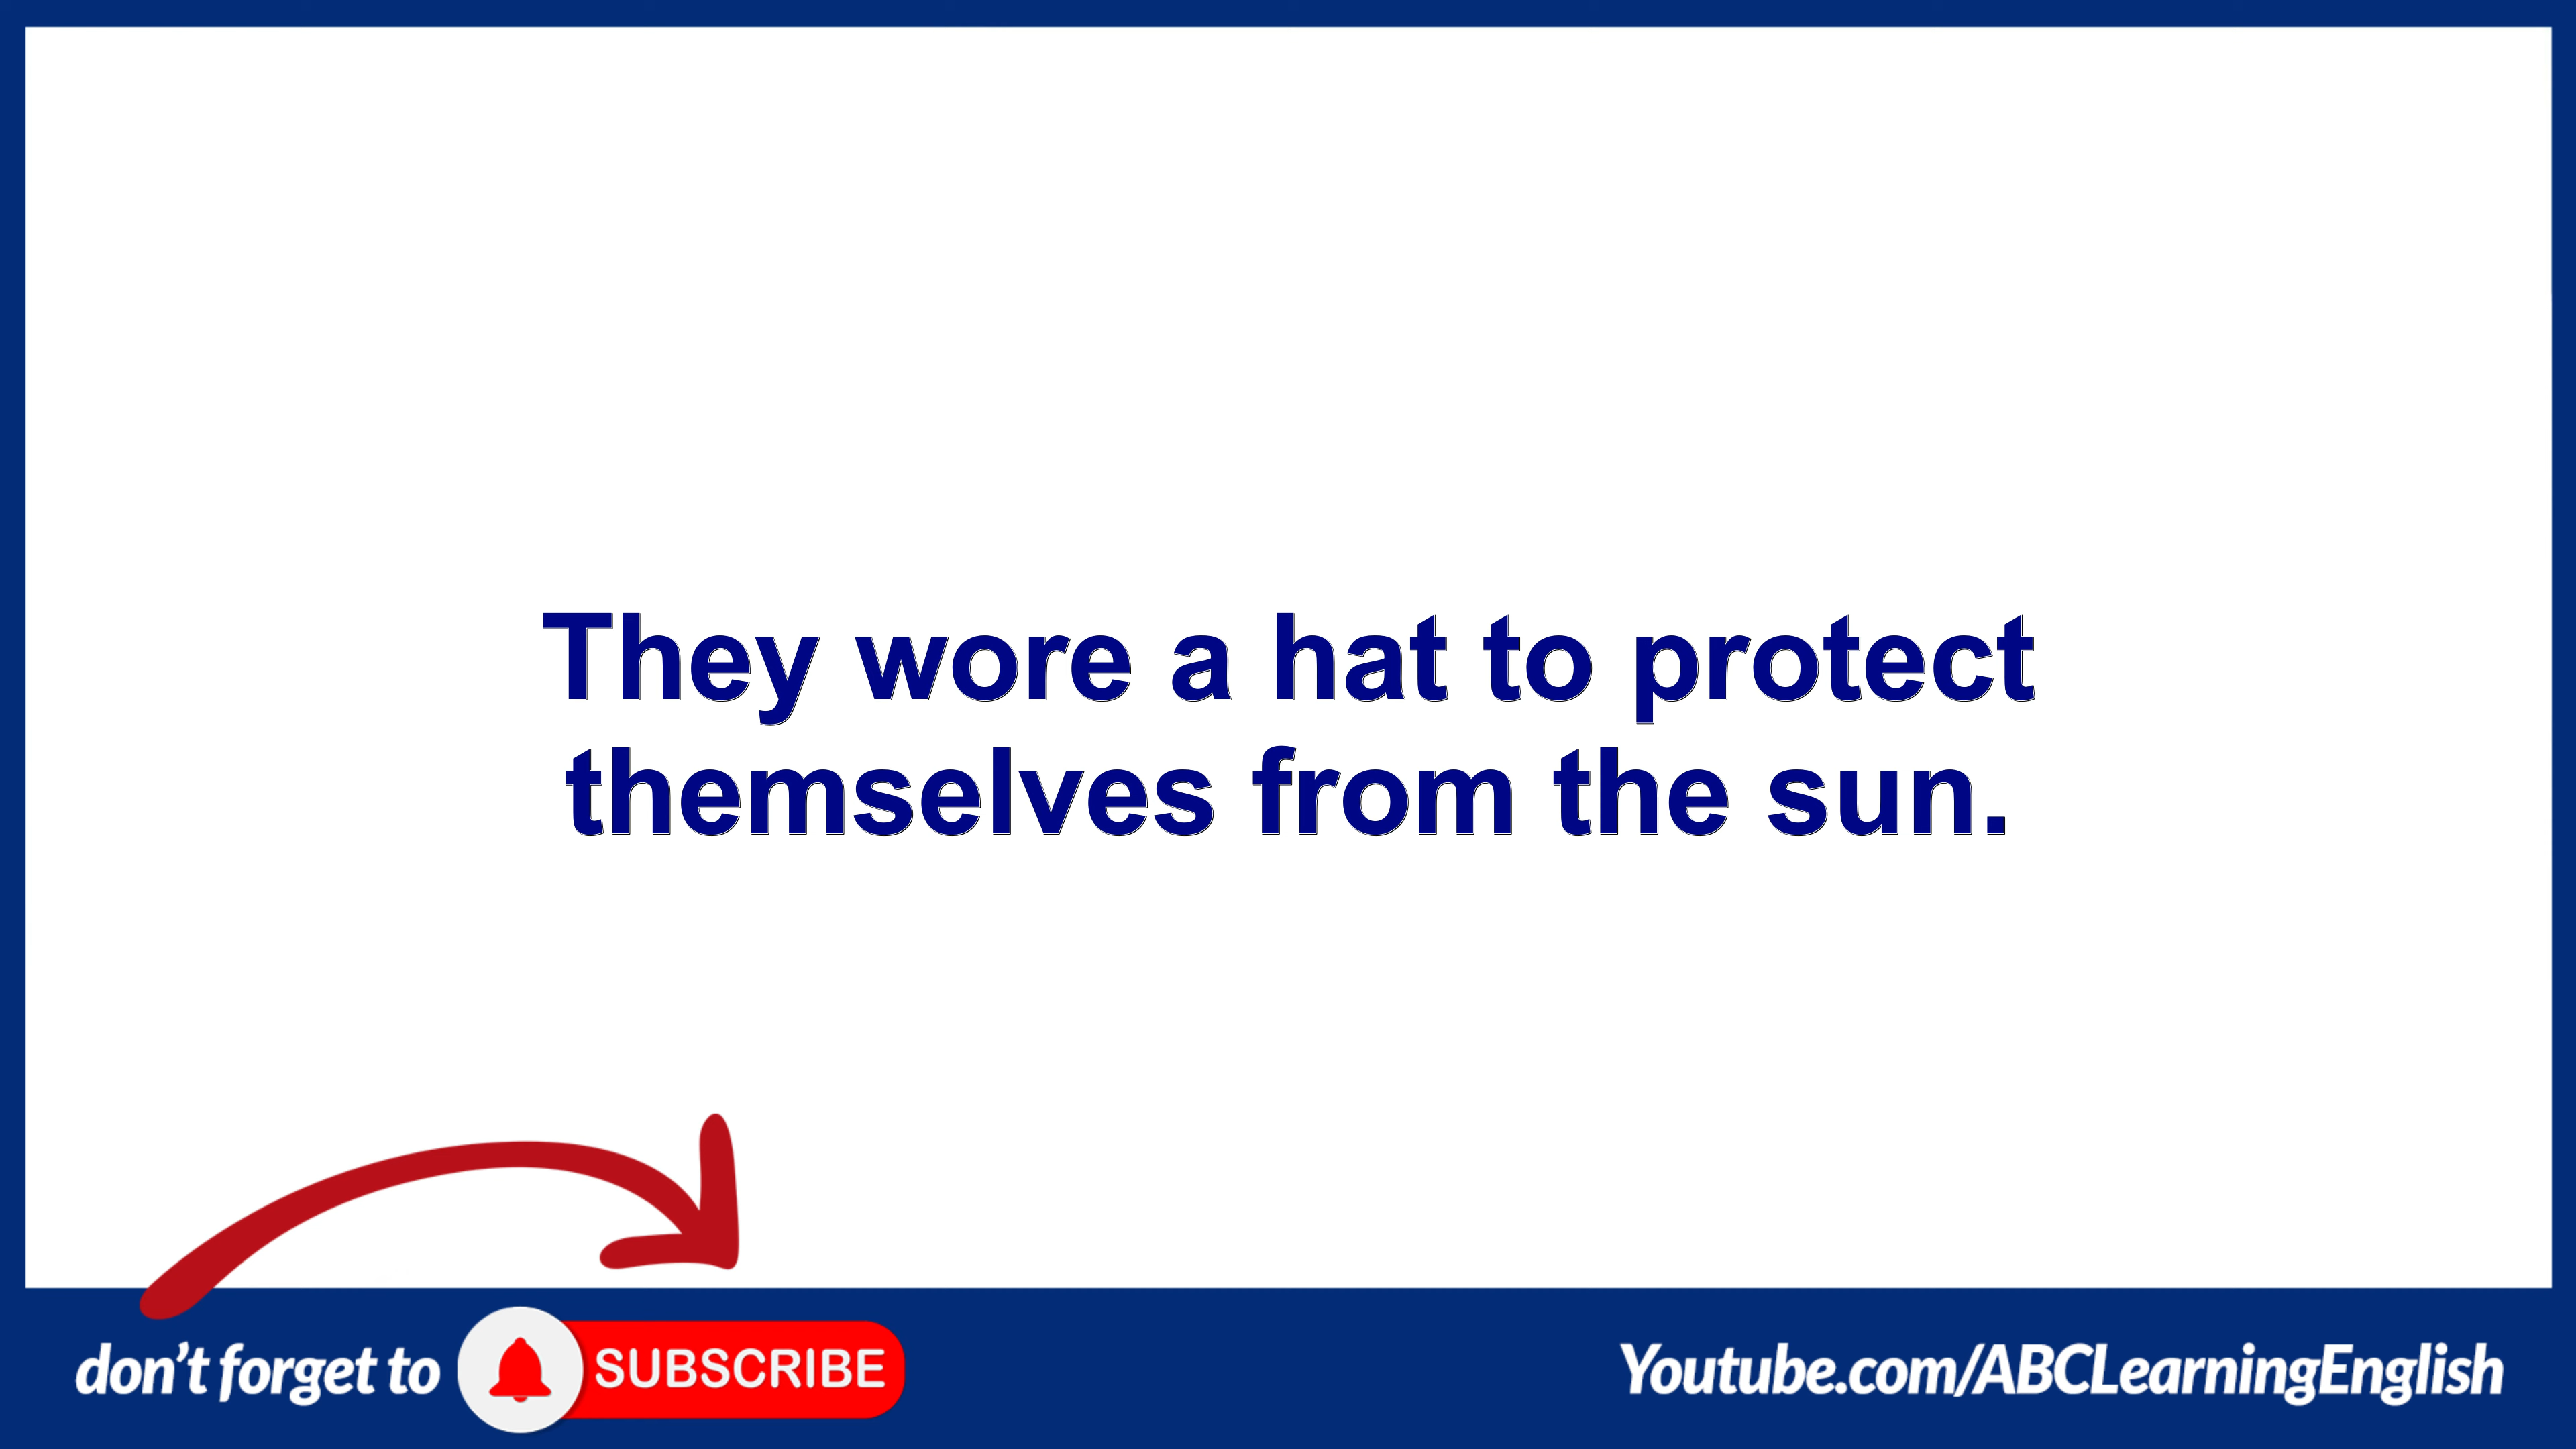 They wore a hat to protect
themselves from the sun.
don't forget to SUBSCRIBE
Youtube.com/ABCLearningEnglish